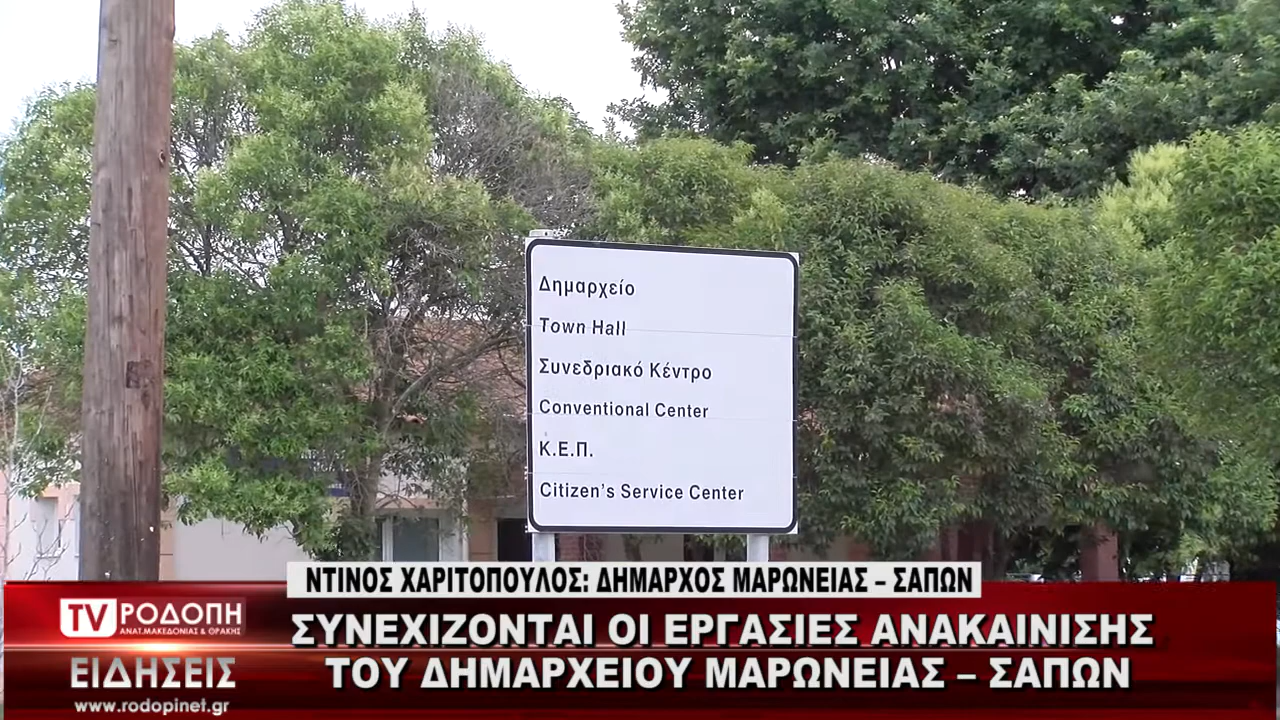 Δημαρχείο
Town Hall
Συνεδριακό Κέντρο
Conventional Center
Κ.Ε.Π.
Citizen's Service Center
ΝΤΙΝΟΣ ΧΑΡΙΤΟΠΟΥΛΟΣ: ΔΗΜΑΡΧΟΣ ΜΑΡΩΝΕΙΑΣ – ΣΑΠΩΝ
TV ΡΟΔΟΠΗ
ΑΝΑΤ.ΜΑΚΕΔΟΝΙΑΣ & ΘΡΑΚΗΣ
ΕΙΔΗΣΕΙΣ
www.rodopinet.gr
ΣΥΝΕΧΙΖΟΝΤΑΙ ΟΙ ΕΡΓΑΣΙΕΣ ΑΝΑΚΑΙΝΙΣΗΣ
ΤΟΥ ΔΗΜΑΡΧΕΙΟΥ ΜΑΡΩΝΕΙΑΣ – ΣΑΠΩΝ